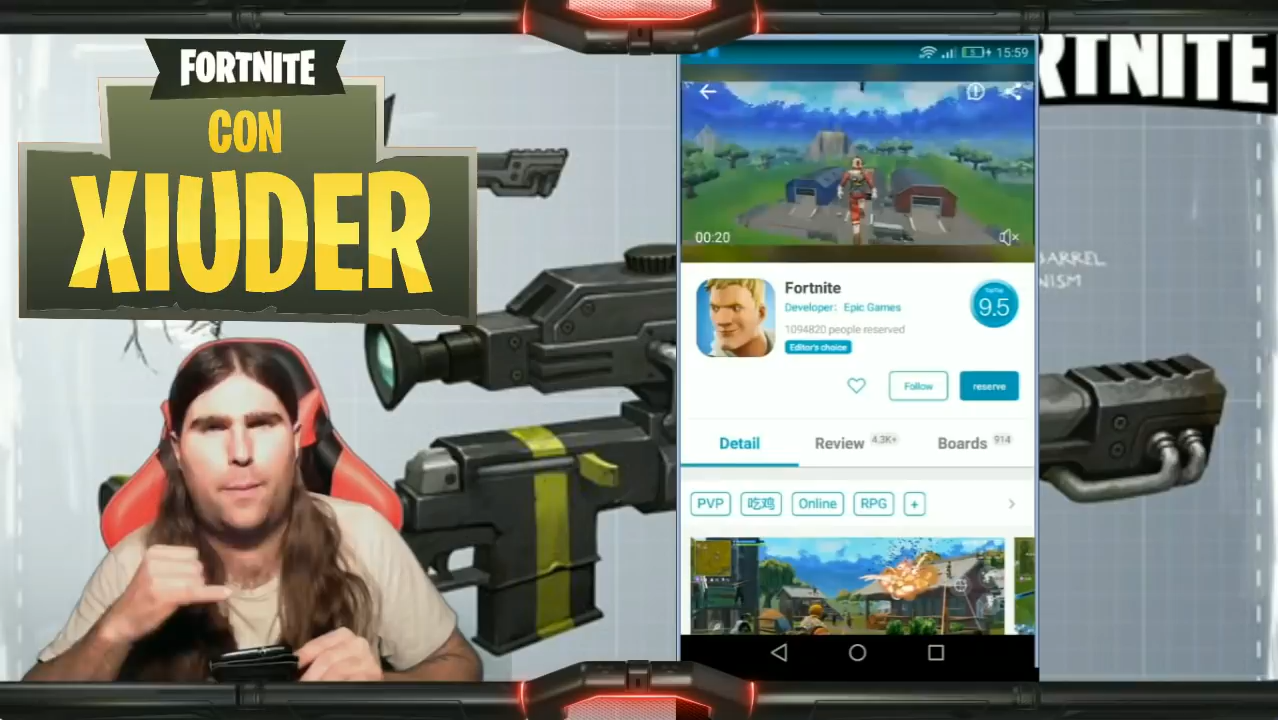 FORTNITE
CON
XIUDER
15:59
00:20
Fortnite
Developer: Epic Games
1094820 people reserved
Editor's choice
TapTap
9.5
Follow
reserve
Detail
Review 4.3K+
Boards 914
PVP
吃鸡
Online
RPG
+
RTNITE
BARREL
NISM